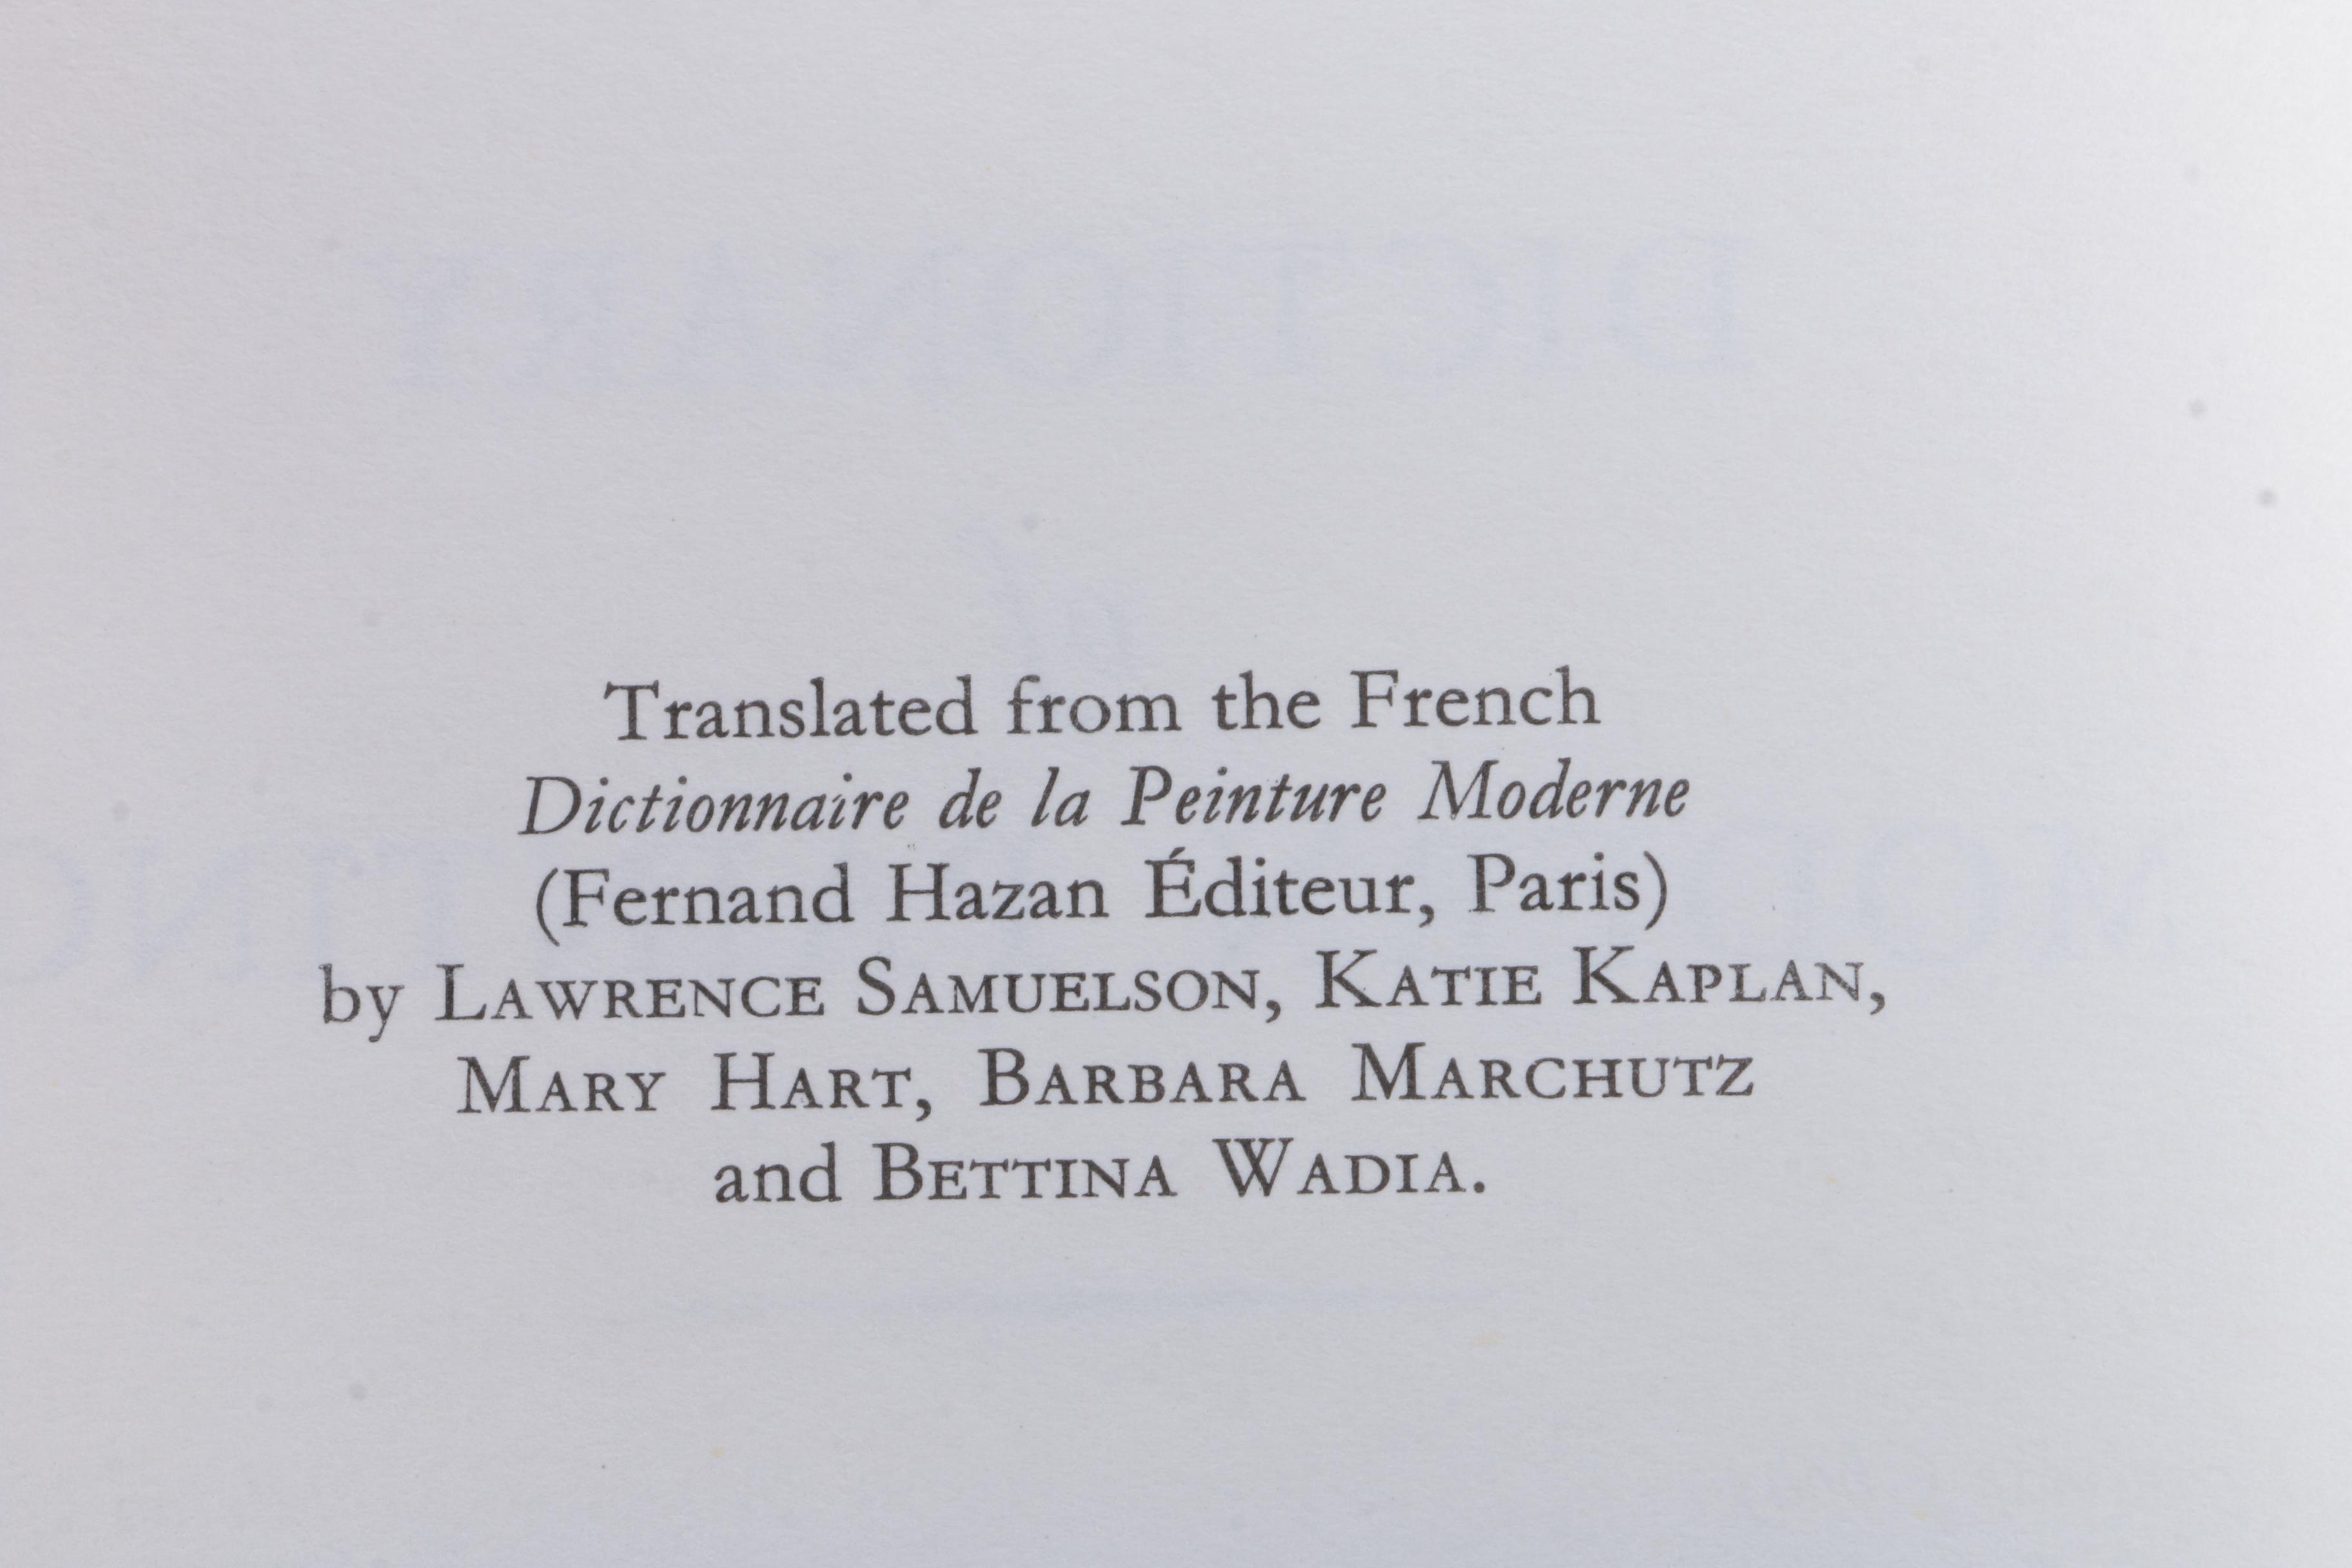 Translated from the French
Dictionnaire de la Peinture Moderne
(Fernand Hazan Éditeur, Paris)
by LAWRENCE SAMUELSON, KATIE KAPLAN,
MARY HART, BARBARA MARCHUTZ
and BETTINA WADIA.